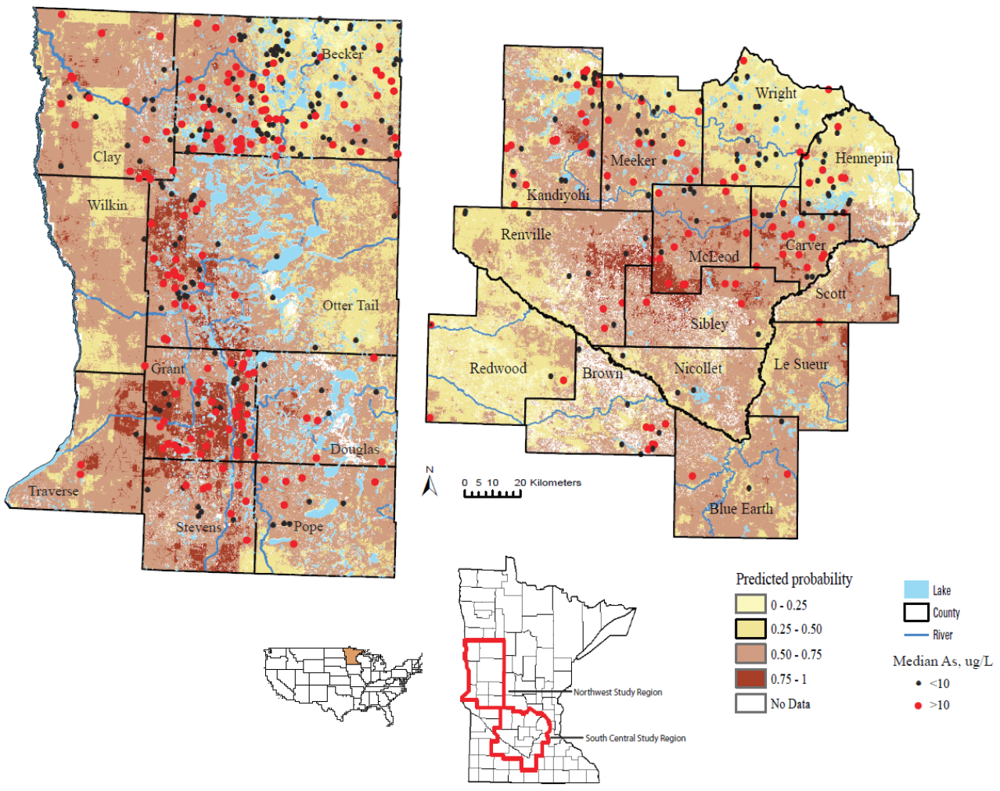 Becker
Clay
Wilkin
Otter Tail
Grant
Douglas
Traverse
Stevens
Pope
Wright
Hennepin
Meeker
Kandiyohi
Renville
McLeod
Carver
Scott
Sibley
Redwood
Brown
Nicollet
Le Sueur
Blue Earth
N
0 5 10 20 Kilometers
Northwest Study Region
South Central Study Region
Predicted probability
0 - 0.25
0.25 - 0.50
0.50 - 0.75
0.75 - 1
No Data
Lake
County
River
Median As, ug/L
<10
>10